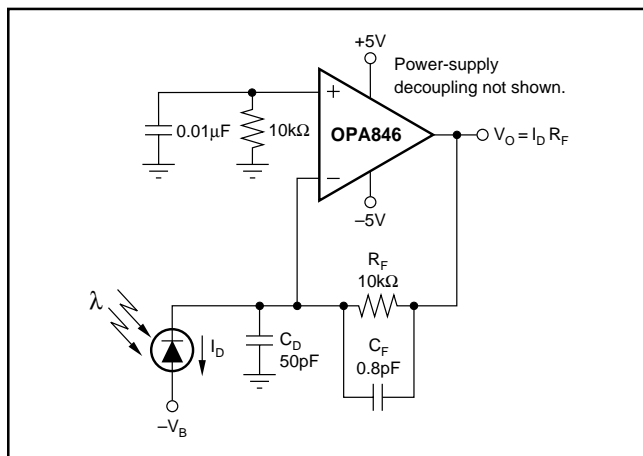 +5V
Power-supply
decoupling not shown.
+
0.01µF
10kΩ
OPA846
V_O = I_D R_F
−
−5V
R_F
10kΩ
λ
I_D
C_D
50pF
C_F
0.8pF
−V_B